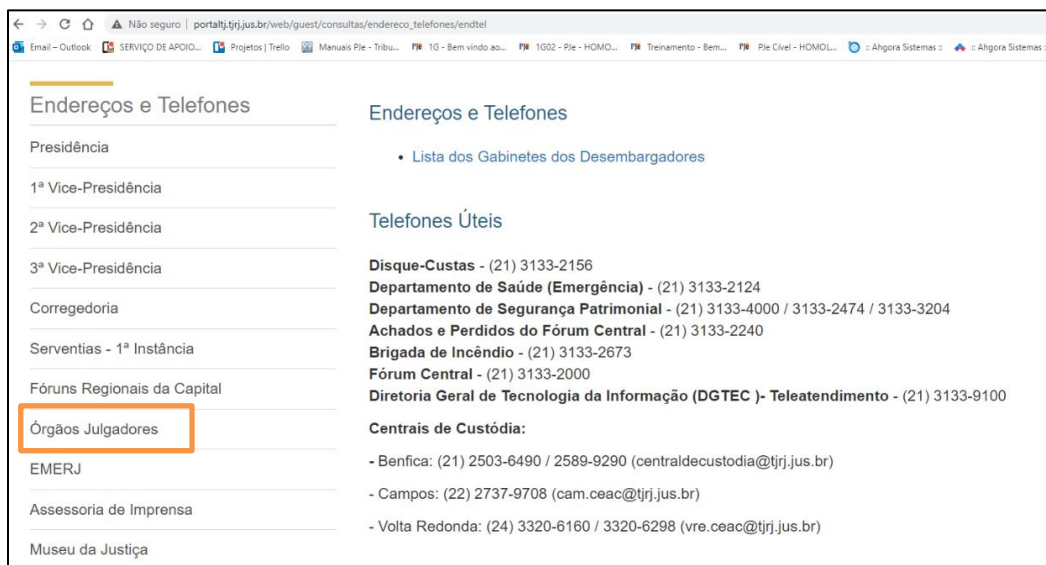 Não seguro | portaltj.tjrj.jus.br/web/guest/consultas/endereco_telefones/endtel
Email – Outlook SERVIÇO DE APOIO... Projetos | Trello Manuais PJe - Tribu... PJe 1G - Bem vindo ao... PJe 1G02 - PJe - HOMO... PJe Treinamento - Bem... PJe PJe Cível - HOMOL... :: Ahgora Sistemas :: :: Ahgora Sistemas :
Endereços e Telefones
Presidência
1ª Vice-Presidência
2ª Vice-Presidência
3ª Vice-Presidência
Corregedoria
Serventias - 1ª Instância
Fóruns Regionais da Capital
Órgãos Julgadores
EMERJ
Assessoria de Imprensa
Museu da Justiça
Endereços e Telefones
• Lista dos Gabinetes dos Desembargadores
Telefones Úteis
Disque-Custas - (21) 3133-2156
Departamento de Saúde (Emergência) - (21) 3133-2124
Departamento de Segurança Patrimonial - (21) 3133-4000 / 3133-2474 / 3133-3204
Achados e Perdidos do Fórum Central - (21) 3133-2240
Brigada de Incêndio - (21) 3133-2673
Fórum Central - (21) 3133-2000
Diretoria Geral de Tecnologia da Informação (DGTEC )- Teleatendimento - (21) 3133-9100
Centrais de Custódia:
- Benfica: (21) 2503-6490 / 2589-9290 (centraldecustodia@tjrj.jus.br)
- Campos: (22) 2737-9708 (cam.ceac@tjrj.jus.br)
- Volta Redonda: (24) 3320-6160 / 3320-6298 (vre.ceac@tjrj.jus.br)